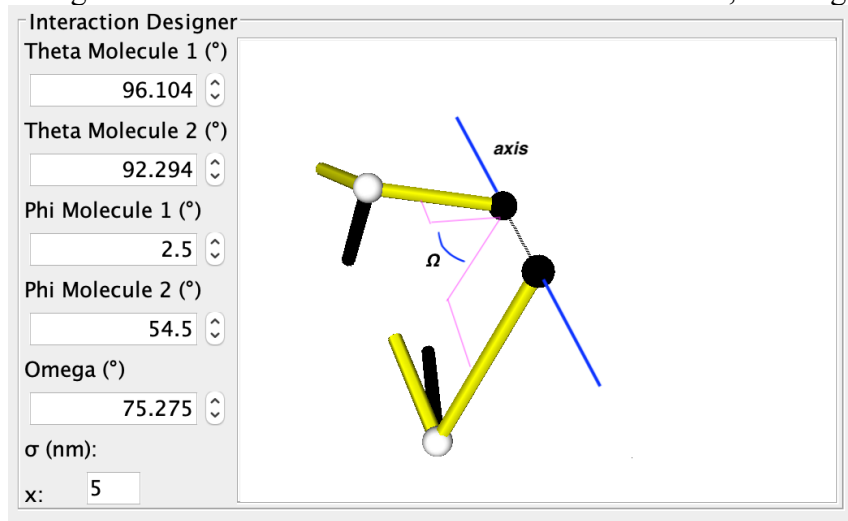 Interaction Designer
Theta Molecule 1 (°)
96.104
Theta Molecule 2 (°)
92.294
Phi Molecule 1 (°)
2.5
Phi Molecule 2 (°)
54.5
Omega (°)
75.275
σ (nm):
x: 5
axis
Ω